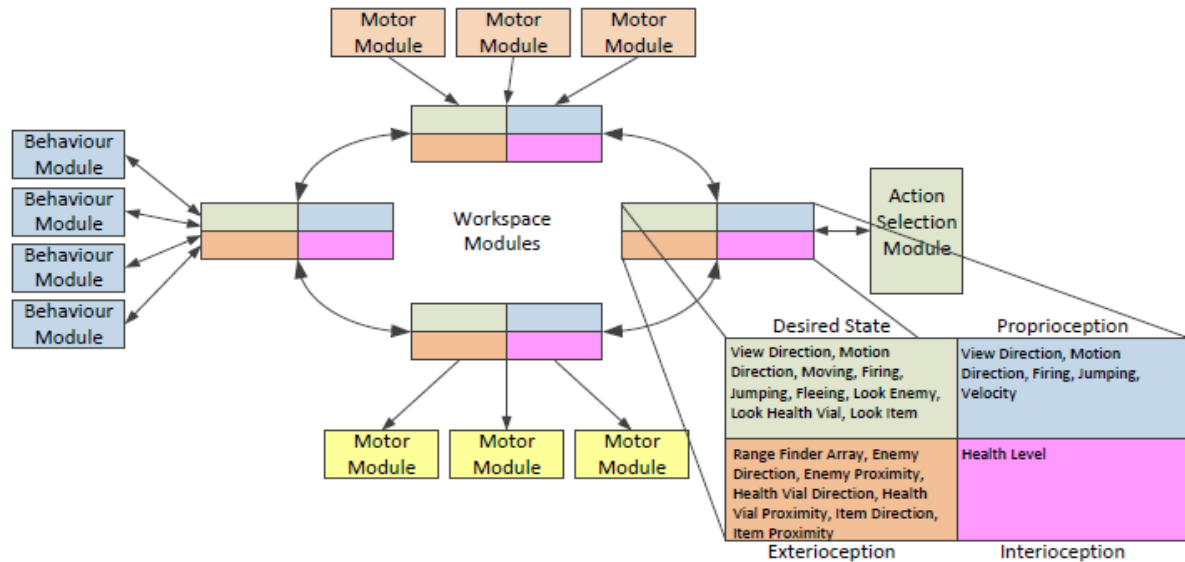 Motor
Module
Motor
Module
Motor
Module
Behaviour
Module
Behaviour
Module
Behaviour
Module
Behaviour
Module
Workspace
Modules
Action
Selection
Module
Motor
Module
Motor
Module
Motor
Module
Desired State
Proprioception
View Direction, Motion
Direction, Moving, Firing,
Jumping, Fleeing, Look Enemy,
Look Health Vial, Look Item
View Direction, Motion
Direction, Firing, Jumping,
Velocity
Range Finder Array, Enemy
Direction, Enemy Proximity,
Health Vial Direction, Health
Vial Proximity, Item Direction,
Item Proximity
Health Level
Exterioception
Interioception